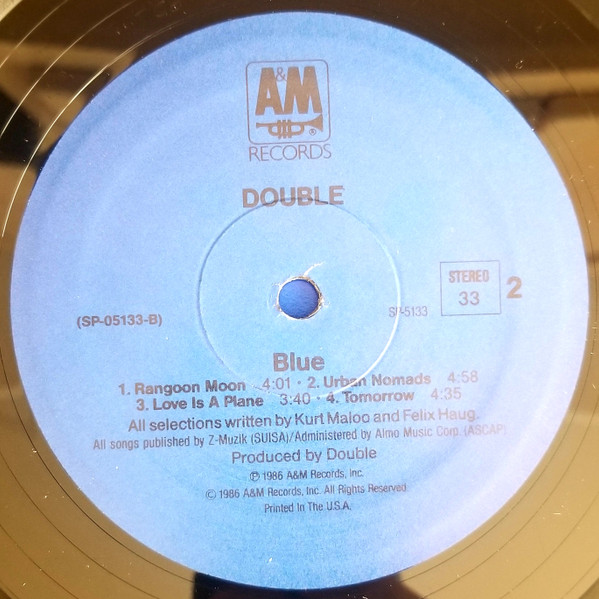 A&M
®
RECORDS
DOUBLE
STEREO
33
2
(SP-05133-B)
SP-5133
Blue
1. Rangoon Moon 4:01 · 2. Urban Nomads 4:58
3. Love Is A Plane 3:40 · 4. Tomorrow 4:35
All selections written by Kurt Maloo and Felix Haug.
All songs published by Z-Muzik (SUISA)/Administered by Almo Music Corp. (ASCAP)
Produced by Double
℗ 1986 A&M Records, Inc.
© 1986 A&M Records, Inc. All Rights Reserved
Printed In The U.S.A.